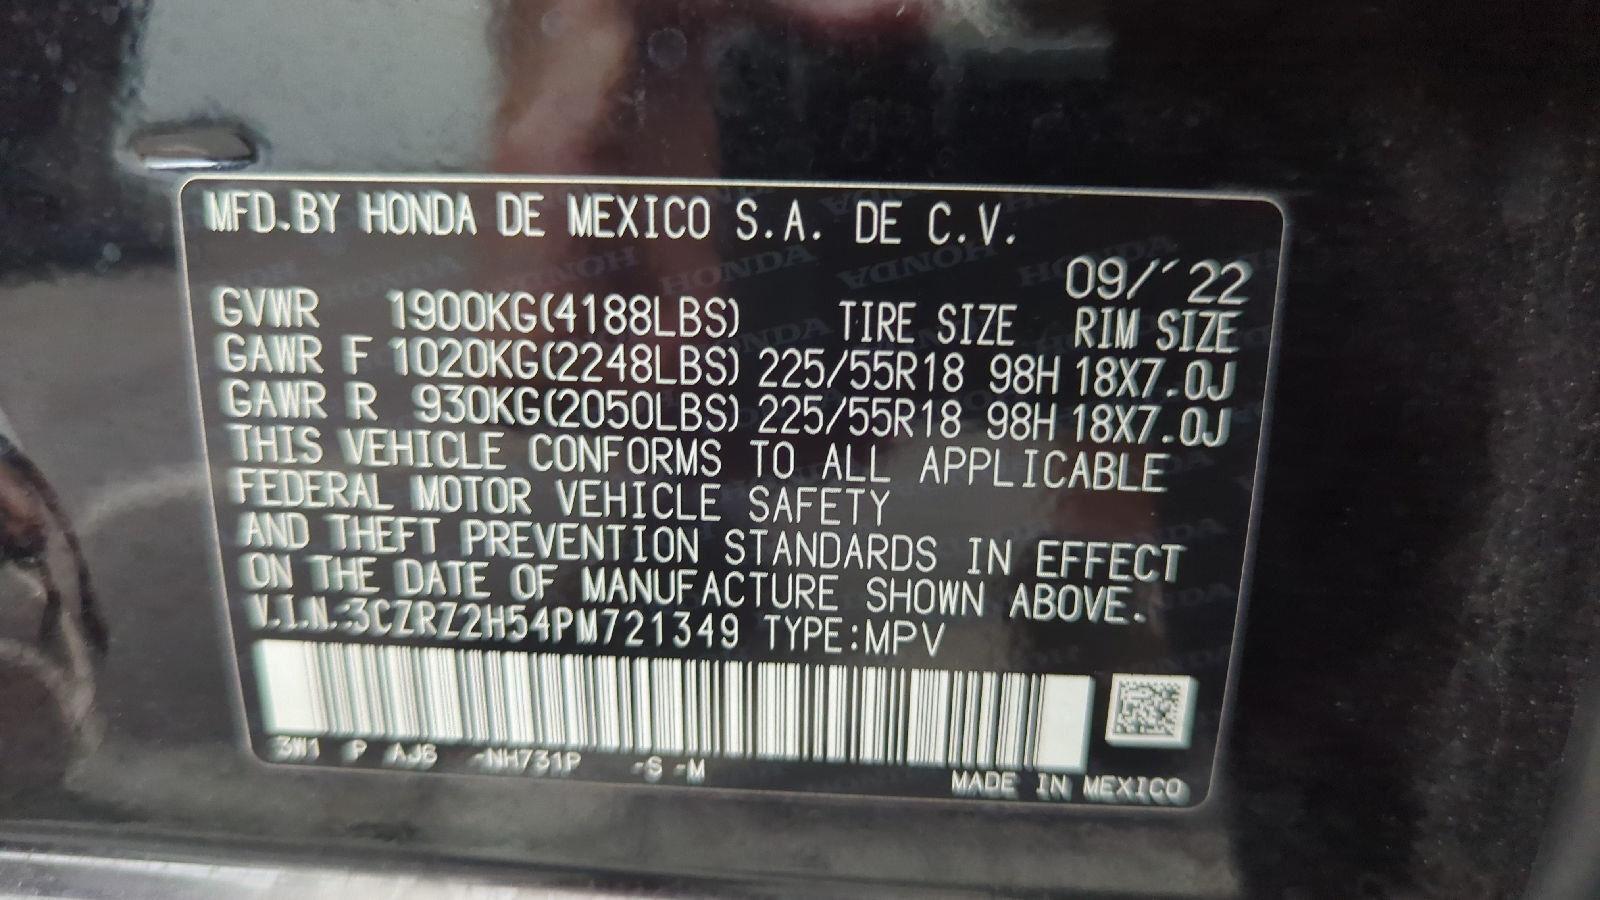 MFD.BY HONDA DE MEXICO S.A. DE C.V.
09/´22
GVWR 1900KG(4188LBS) TIRE SIZE RIM SIZE
GAWR F 1020KG(2248LBS) 225/55R18 98H 18X7.0J
GAWR R 930KG(2050LBS) 225/55R18 98H 18X7.0J
THIS VEHICLE CONFORMS TO ALL APPLICABLE
FEDERAL MOTOR VEHICLE SAFETY
AND THEFT PREVENTION STANDARDS IN EFFECT
ON THE DATE OF MANUFACTURE SHOWN ABOVE.
V.I.N.:3CZRZ2H54PM721349 TYPE:MPV
3W1 P AJ6 -NH731P -S -M
MADE IN MEXICO